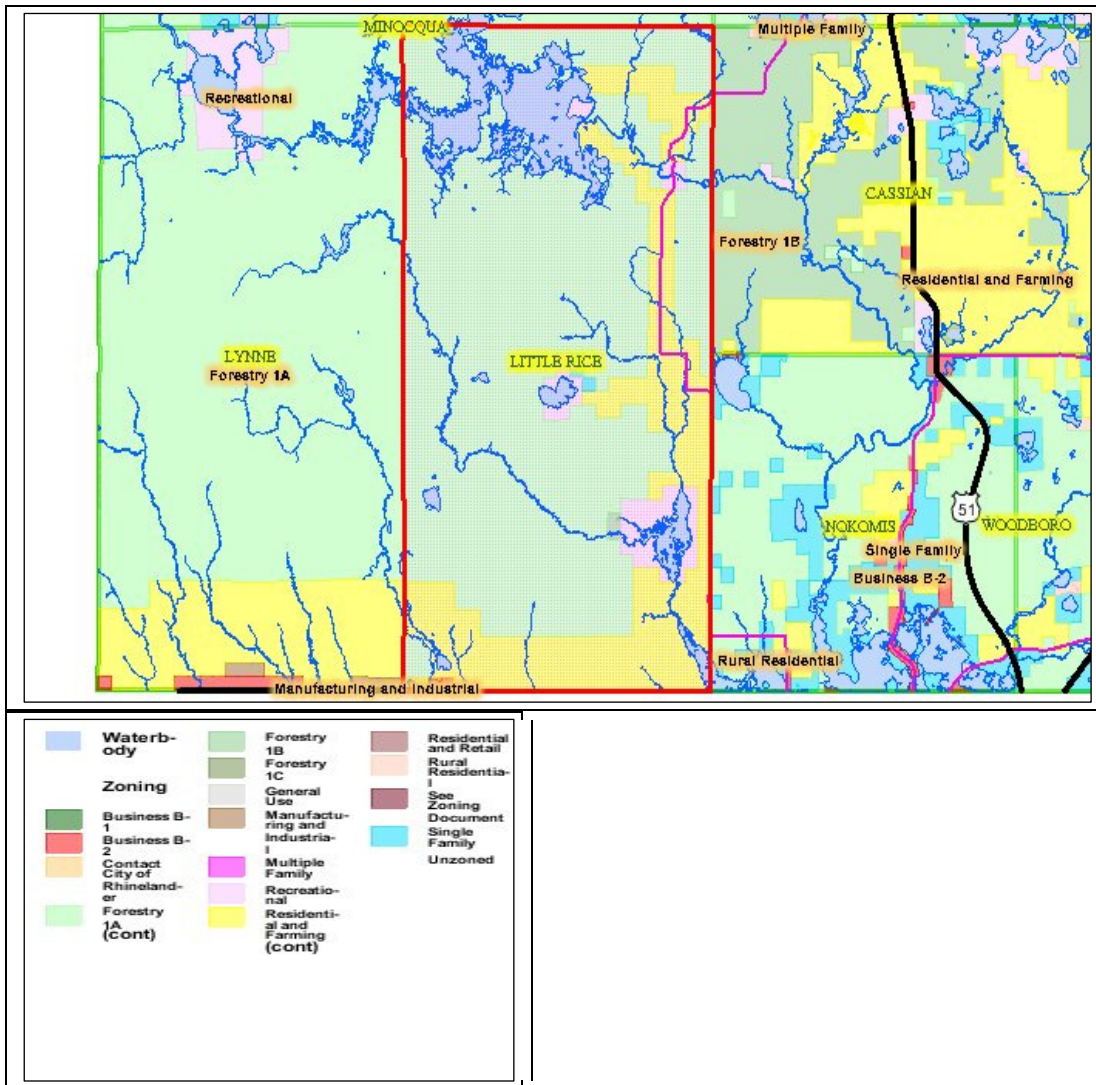 MINOCQUA
Multiple Family
Recreational
CASSIAN
Forestry 1B
Residential and Farming
LYNNE
Forestry 1A
LITTLE RICE
51
NOKOMIS
WOODBORO
Single Family
Business B-2
Rural Residential
Manufacturing and Industrial
Waterb-
ody
Zoning
Business B-
1
Business B-
2
Contact
City of
Rhineland-
er
Forestry
1A
(cont)
Forestry
1B
Forestry
1C
General
Use
Manufactu-
ring and
Industria-
l
Multiple
Family
Recreatio-
nal
Residenti-
al and
Farming
(cont)
Residential
and Retail
Rural
Residentia-
l
See
Zoning
Document
Single
Family
Unzoned